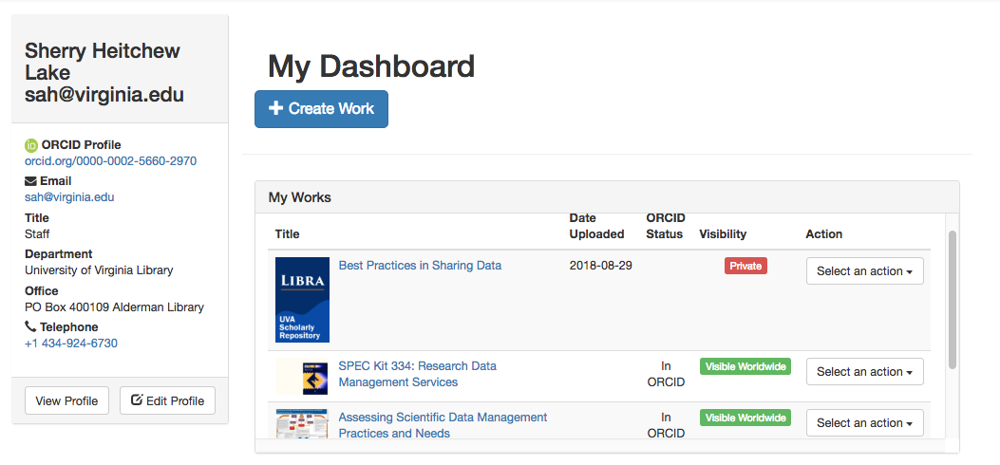 Sherry Heitchew
Lake
sah@virginia.edu
ORCID Profile
orcid.org/0000-0002-5660-2970
Email
sah@virginia.edu
Title
Staff
Department
University of Virginia Library
Office
PO Box 400109 Alderman Library
Telephone
+1 434-924-6730
View Profile
Edit Profile
My Dashboard
Create Work
My Works
Title
Date
Uploaded
ORCID
Status
Visibility
Action
LIBRA
UVA
Scholarly
Repository
Best Practices in Sharing Data
2018-08-29
Private
Select an action
SPEC Kit 334: Research Data
Management Services
In
ORCID
Visible Worldwide
Select an action
Assessing Scientific Data Management
Practices and Needs
In
ORCID
Visible Worldwide
Select an action